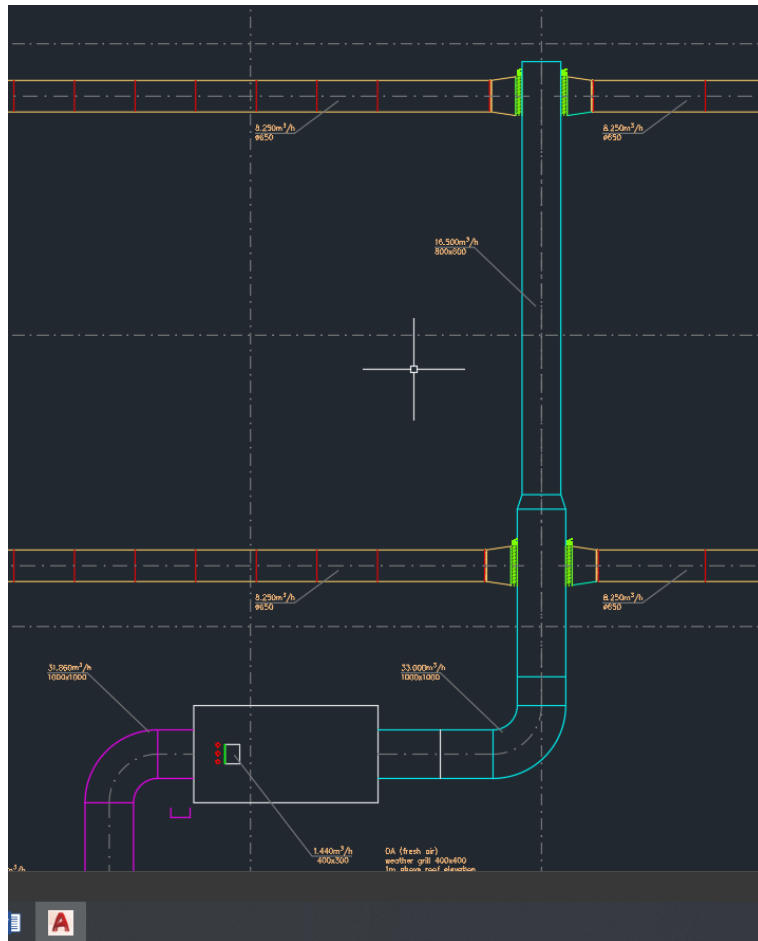 8.250m³/h
ø650
8.250m³/h
ø650
16.500m³/h
800x800
8.250m³/h
ø650
8.250m³/h
ø650
31.860m³/h
1000x1000
33.000m³/h
1000x1000
1.440m³/h
400x300
OA (fresh air)
weather grill 400x400
1m above roof elevation
m³/h
A